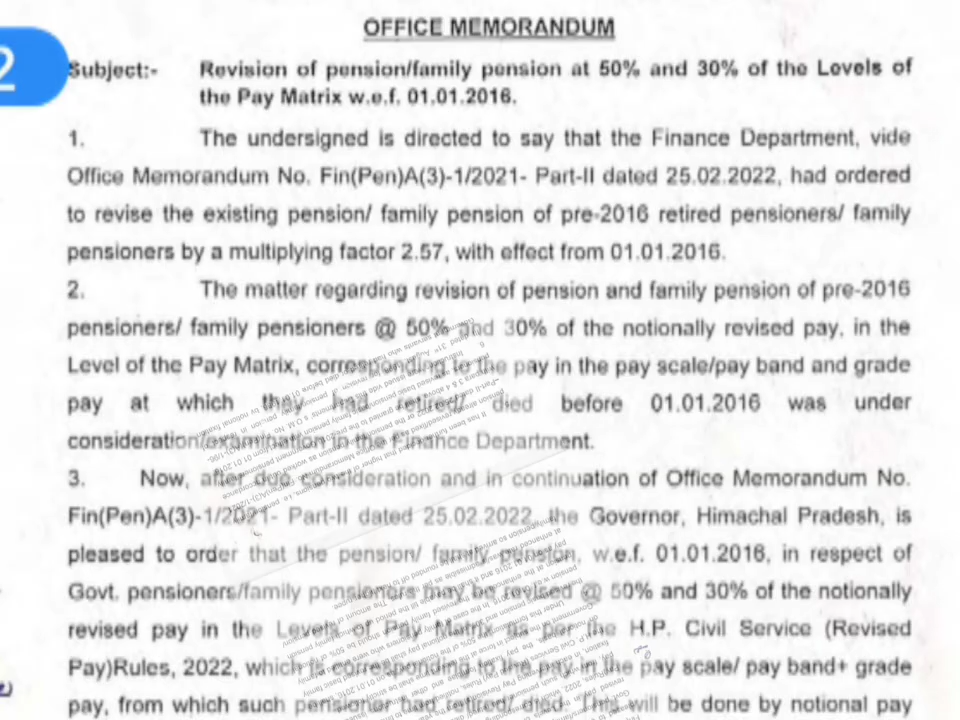 OFFICE MEMORANDUM
2
Subject:- Revision of pension/family pension at 50% and 30% of the Levels of
the Pay Matrix w.e.f. 01.01.2016.
1. The undersigned is directed to say that the Finance Department, vide
Office Memorandum No. Fin(Pen)A(3)-1/2021- Part-II dated 25.02.2022, had ordered
to revise the existing pension/ family pension of pre-2016 retired pensioners/ family
pensioners by a multiplying factor 2.57, with effect from 01.01.2016.
2. The matter regarding revision of pension and family pension of pre-2016
pensioners/ family pensioners @ 50% and 30% of the notionally revised pay, in the
Level of the Pay Matrix, corresponding to the pay in the pay scale/pay band and grade
pay at which they had retired/ died before 01.01.2016 was under
consideration/examination in the Finance Department.
3. Now, after due consideration and in continuation of Office Memorandum No.
Fin(Pen)A(3)-1/2021- Part-II dated 25.02.2022, the Governor, Himachal Pradesh, is
pleased to order that the pension/ family pension, w.e.f. 01.01.2016, in respect of
Govt. pensioners/family pensioners may be revised @ 50% and 30% of the notionally
revised pay in the Levels of Pay Matrix as per the H.P. Civil Service (Revised
Pay)Rules, 2022, which is corresponding to the pay in the pay scale/ pay band+ grade
pay, from which such pensioner had retired/ died. This will be done by notional pay